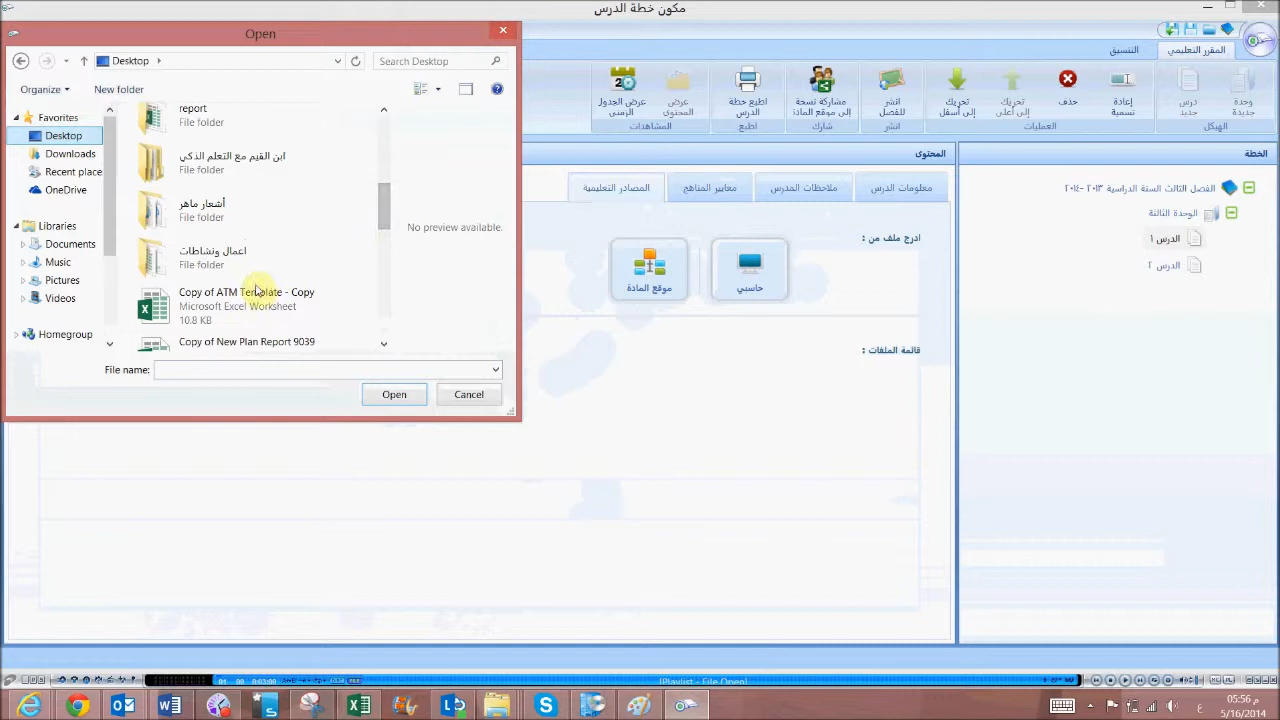 مكون خطة الدرس
Open
Desktop
Search Desktop
Organize
New folder
Favorites
Desktop
Downloads
Recent place
OneDrive
Libraries
Documents
Music
Pictures
Videos
Homegroup
report
File folder
ابن القيم مع التعلم الذكي
File folder
أشعار ماهر
File folder
اعمال ونشاطات
File folder
Copy of ATM Template - Copy
Microsoft Excel Worksheet
10.8 KB
Copy of New Plan Report 9039
No preview available.
File name:
Open
Cancel
المقرر التعليمي
التنسيق
وحدة جديدة
درس جديد
الهيكل
إعادة تسمية
حذف
تحريك إلى أعلى
تحريك إلى أسفل
العمليات
انشر للفصل
انشر
مشاركة نسخة إلى موقع المادة
شارك
اطبع خطة الدرس
اطبع
عرض المحتوى
عرض الجدول الزمني
المشاهدات
الخطة
الفصل الثالث السنة الدراسية ٢٠١٣-٢٠١٤
الوحدة الثالثة
الدرس ١
الدرس ٢
المحتوى
معلومات الدرس
ملاحظات المدرس
معايير المناهج
المصادر التعليمية
ادرج ملف من :
حاسبي
موقع المادة
قائمة الملفات :
[Playlist - File Open]
05:56 م
5/16/2014